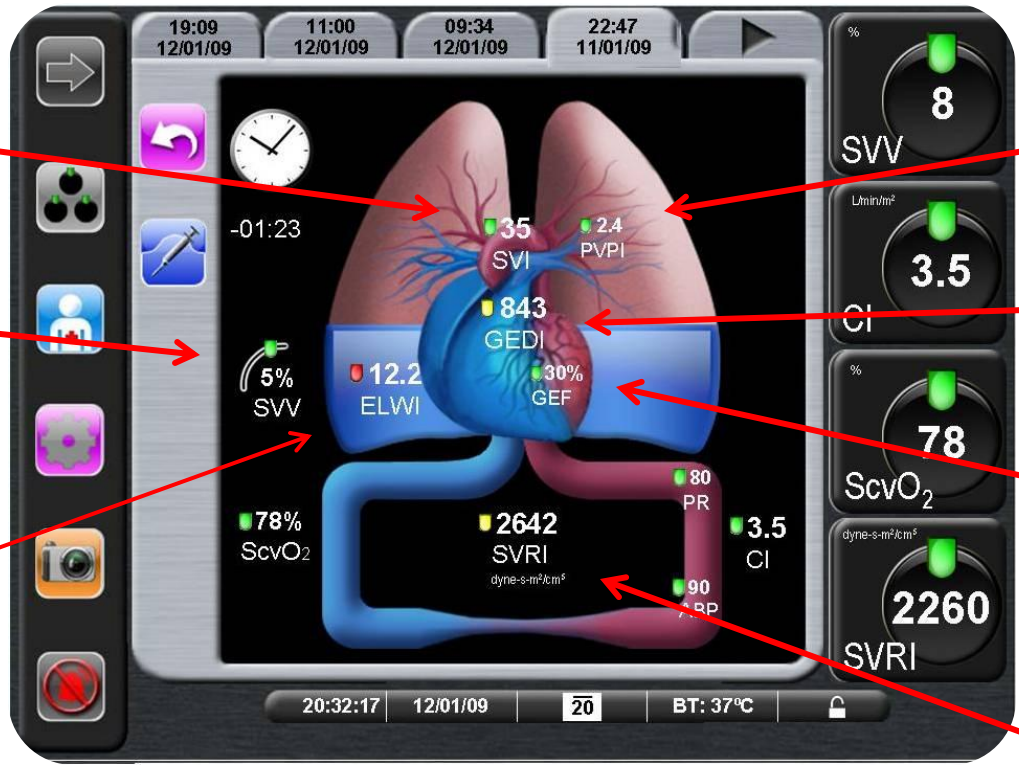 19:09
12/01/09
11:00
12/01/09
09:34
12/01/09
22:47
11/01/09
-01:23
35
SVI
2.4
PVPI
843
GEDI
5%
SVV
12.2
ELWI
30%
GEF
78%
ScvO₂
2642
SVRI
dyne-s-m²/cm⁵
80
PR
3.5
CI
90
ABP
%
8
SVV
L/min/m²
3.5
CI
%
78
ScvO₂
dyne-s-m²/cm⁵
2260
SVRI
20:32:17 12/01/09 20 BT: 37ºC